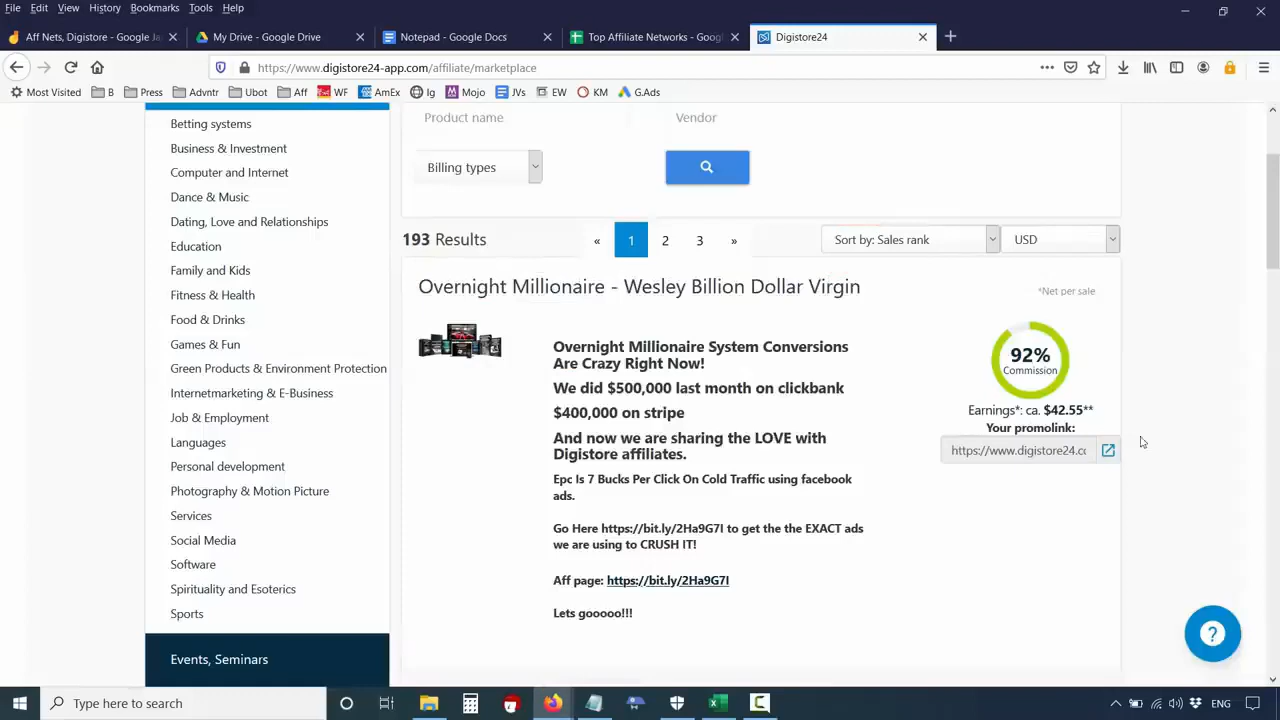 File Edit View History Bookmarks Tools Help
Aff Nets, Digistore - Google Ja
My Drive - Google Drive
Notepad - Google Docs
Top Affiliate Networks - Googl
Digistore24
https://www.digistore24-app.com/affiliate/marketplace
Most Visited B Press Advntr Ubot Aff WF AmEx Ig Mojo JVs EW KM G.Ads
Product name
Vendor
Billing types
193 Results
« 1 2 3 »
Sort by: Sales rank
USD
Betting systems
Business & Investment
Computer and Internet
Dance & Music
Dating, Love and Relationships
Education
Family and Kids
Fitness & Health
Food & Drinks
Games & Fun
Green Products & Environment Protection
Internetmarketing & E-Business
Job & Employment
Languages
Personal development
Photography & Motion Picture
Services
Social Media
Software
Spirituality and Esoterics
Sports
Events, Seminars
Overnight Millionaire - Wesley Billion Dollar Virgin
*Net per sale
Overnight Millionaire System Conversions
Are Crazy Right Now!
We did $500,000 last month on clickbank
$400,000 on stripe
And now we are sharing the LOVE with
Digistore affiliates.
Epc Is 7 Bucks Per Click On Cold Traffic using facebook
ads.
Go Here https://bit.ly/2Ha9G7I to get the the EXACT ads
we are using to CRUSH IT!
Aff page: https://bit.ly/2Ha9G7I
Lets gooooo!!!
92%
Commission
Earnings*: ca. $42.55**
Your promolink:
https://www.digistore24.co
?
Type here to search
ENG